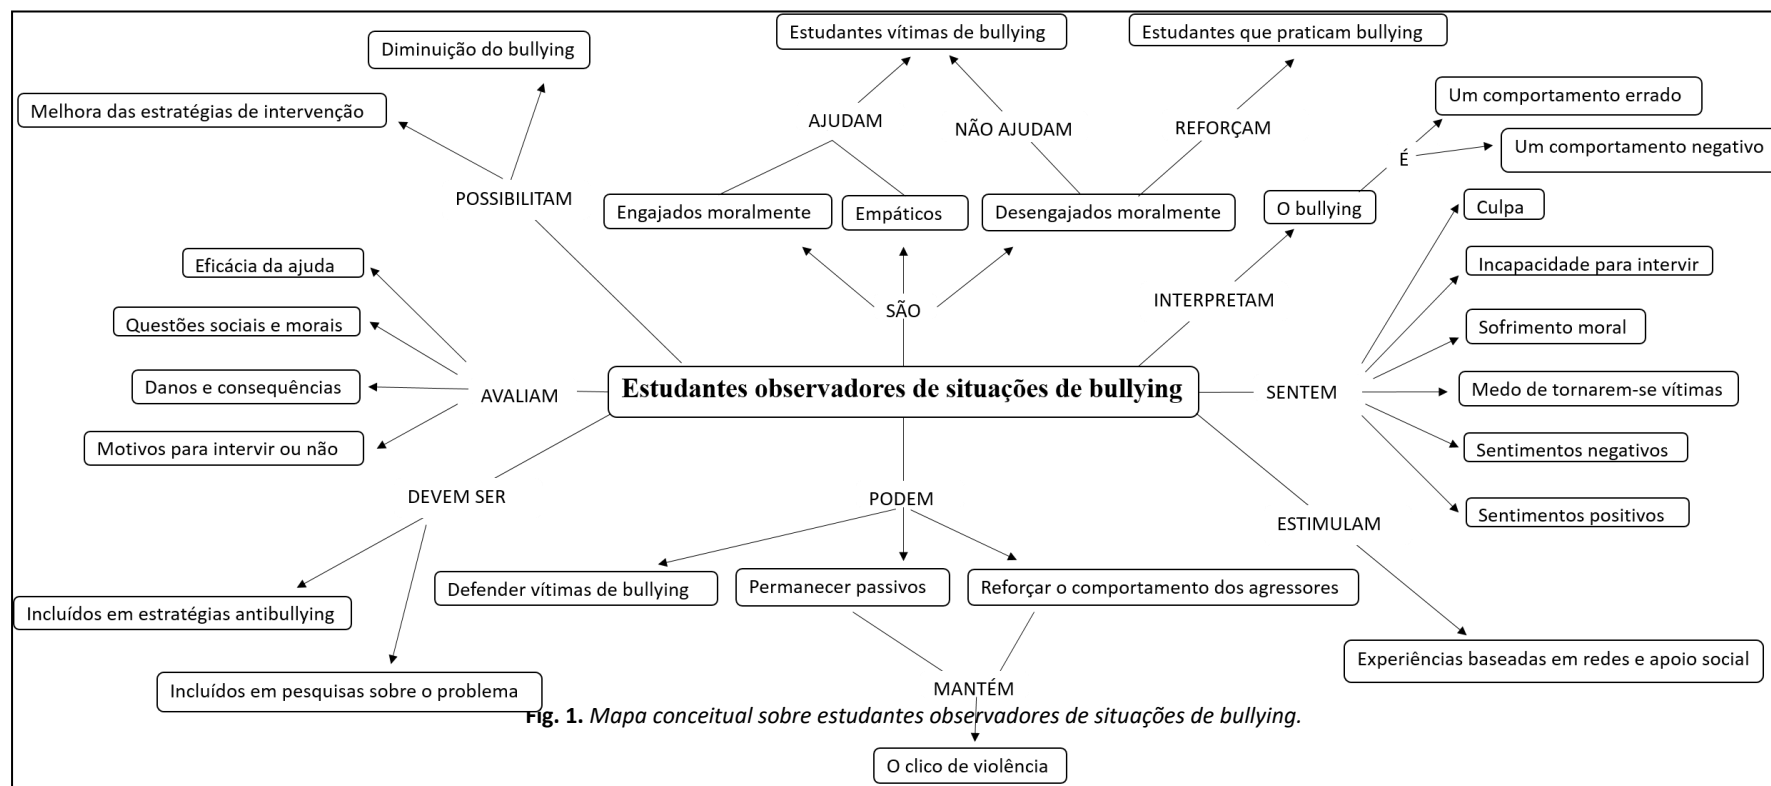 Estudantes vítimas de bullying
Estudantes que praticam bullying
Diminuição do bullying
Um comportamento errado
Melhora das estratégias de intervenção
AJUDAM
NÃO AJUDAM
REFORÇAM
Um comportamento negativo
É
POSSIBILITAM
Engajados moralmente
Empáticos
Desengajados moralmente
O bullying
Culpa
Eficácia da ajuda
Incapacidade para intervir
INTERPRETAM
SÃO
Questões sociais e morais
Sofrimento moral
Danos e consequências
AVALIAM
Estudantes observadores de situações de bullying
SENTEM
Medo de tornarem-se vítimas
Motivos para intervir ou não
Sentimentos negativos
DEVEM SER
PODEM
Sentimentos positivos
ESTIMULAM
Defender vítimas de bullying
Permanecer passivos
Reforçar o comportamento dos agressores
Incluídos em estratégias antibullying
Experiências baseadas em redes e apoio social
Incluídos em pesquisas sobre o problema
MANTÉM
Fig. 1. Mapa conceitual sobre estudantes observadores de situações de bullying.
O clico de violência